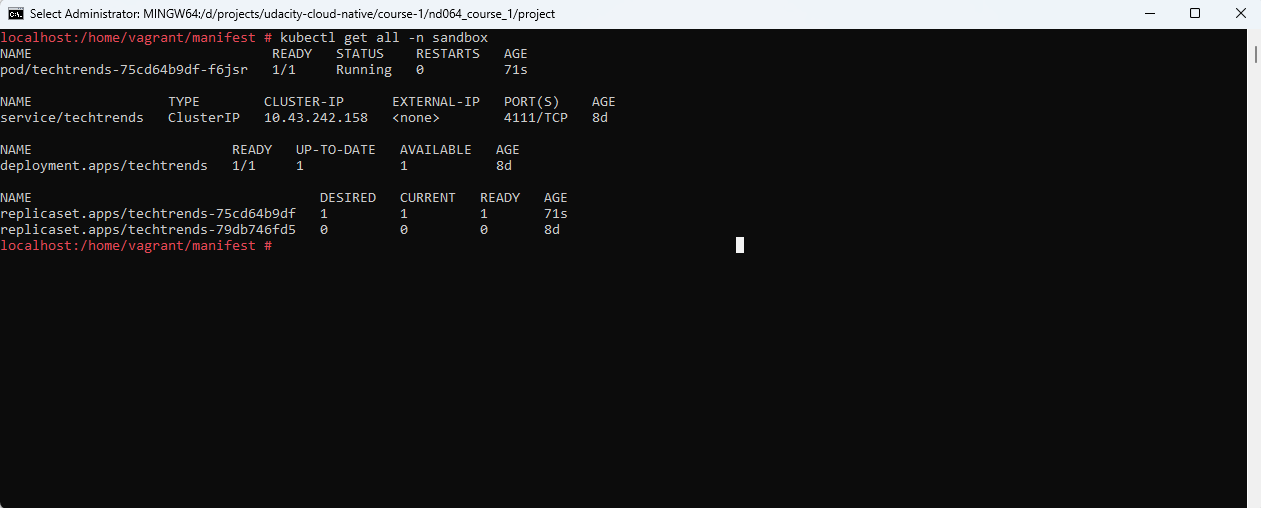 Select Administrator: MINGW64:/d/projects/udacity-cloud-native/course-1/nd064_course_1/project
localhost:/home/vagrant/manifest # kubectl get all -n sandbox
NAME                              READY   STATUS    RESTARTS   AGE
pod/techtrends-75cd64b9df-f6jsr   1/1     Running   0          71s
NAME                 TYPE        CLUSTER-IP      EXTERNAL-IP   PORT(S)    AGE
service/techtrends   ClusterIP   10.43.242.158   <none>        4111/TCP   8d
NAME                         READY   UP-TO-DATE   AVAILABLE   AGE
deployment.apps/techtrends   1/1     1            1           8d
NAME                                    DESIRED   CURRENT   READY   AGE
replicaset.apps/techtrends-75cd64b9df   1         1         1       71s
replicaset.apps/techtrends-79db746fd5   0         0         0       8d
localhost:/home/vagrant/manifest #